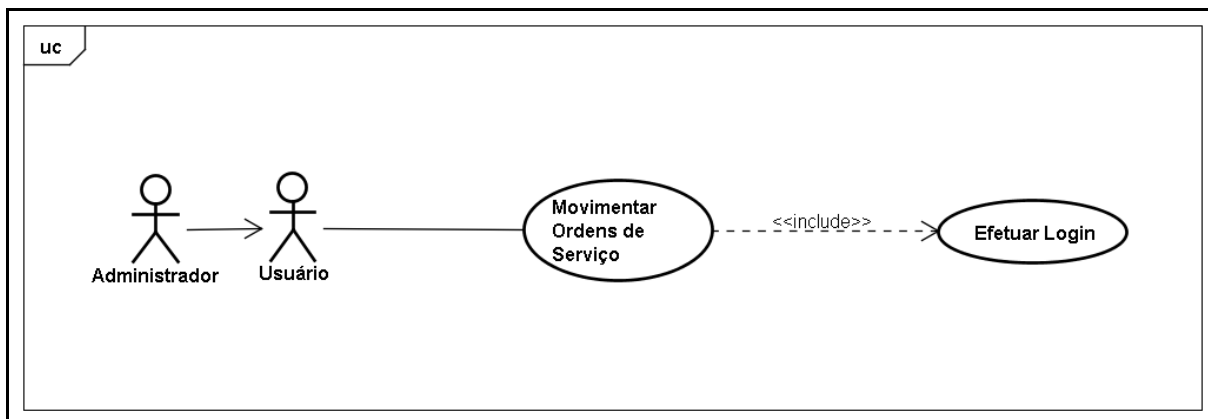 uc
Administrador
Usuário
Movimentar
Ordens de
Serviço
<<include>>
Efetuar Login